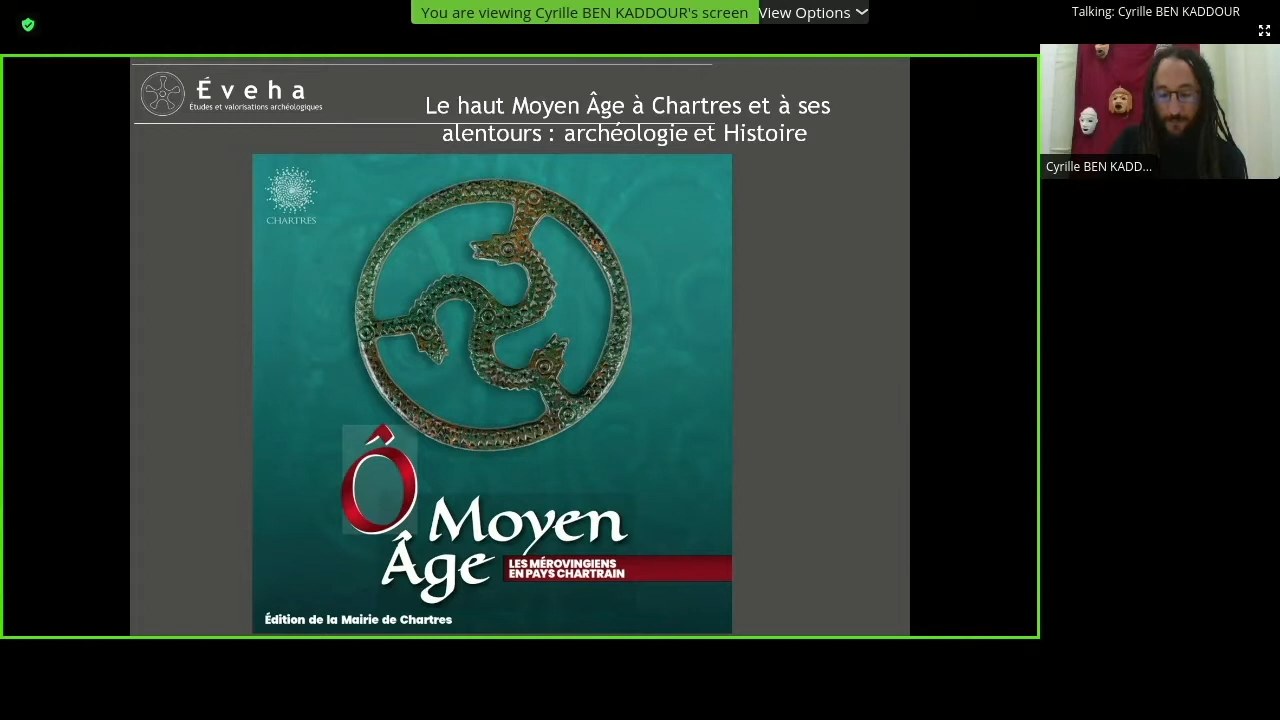 You are viewing Cyrille BEN KADDOUR's screen
View Options
Talking: Cyrille BEN KADDOUR
Éveha
Études et valorisations archéologiques
Le haut Moyen Âge à Chartres et à ses
alentours : archéologie et Histoire
CHARTRES
Ô Moyen
Âge
LES MÉROVINGIENS
EN PAYS CHARTRAIN
Édition de la Mairie de Chartres
Cyrille BEN KADD...